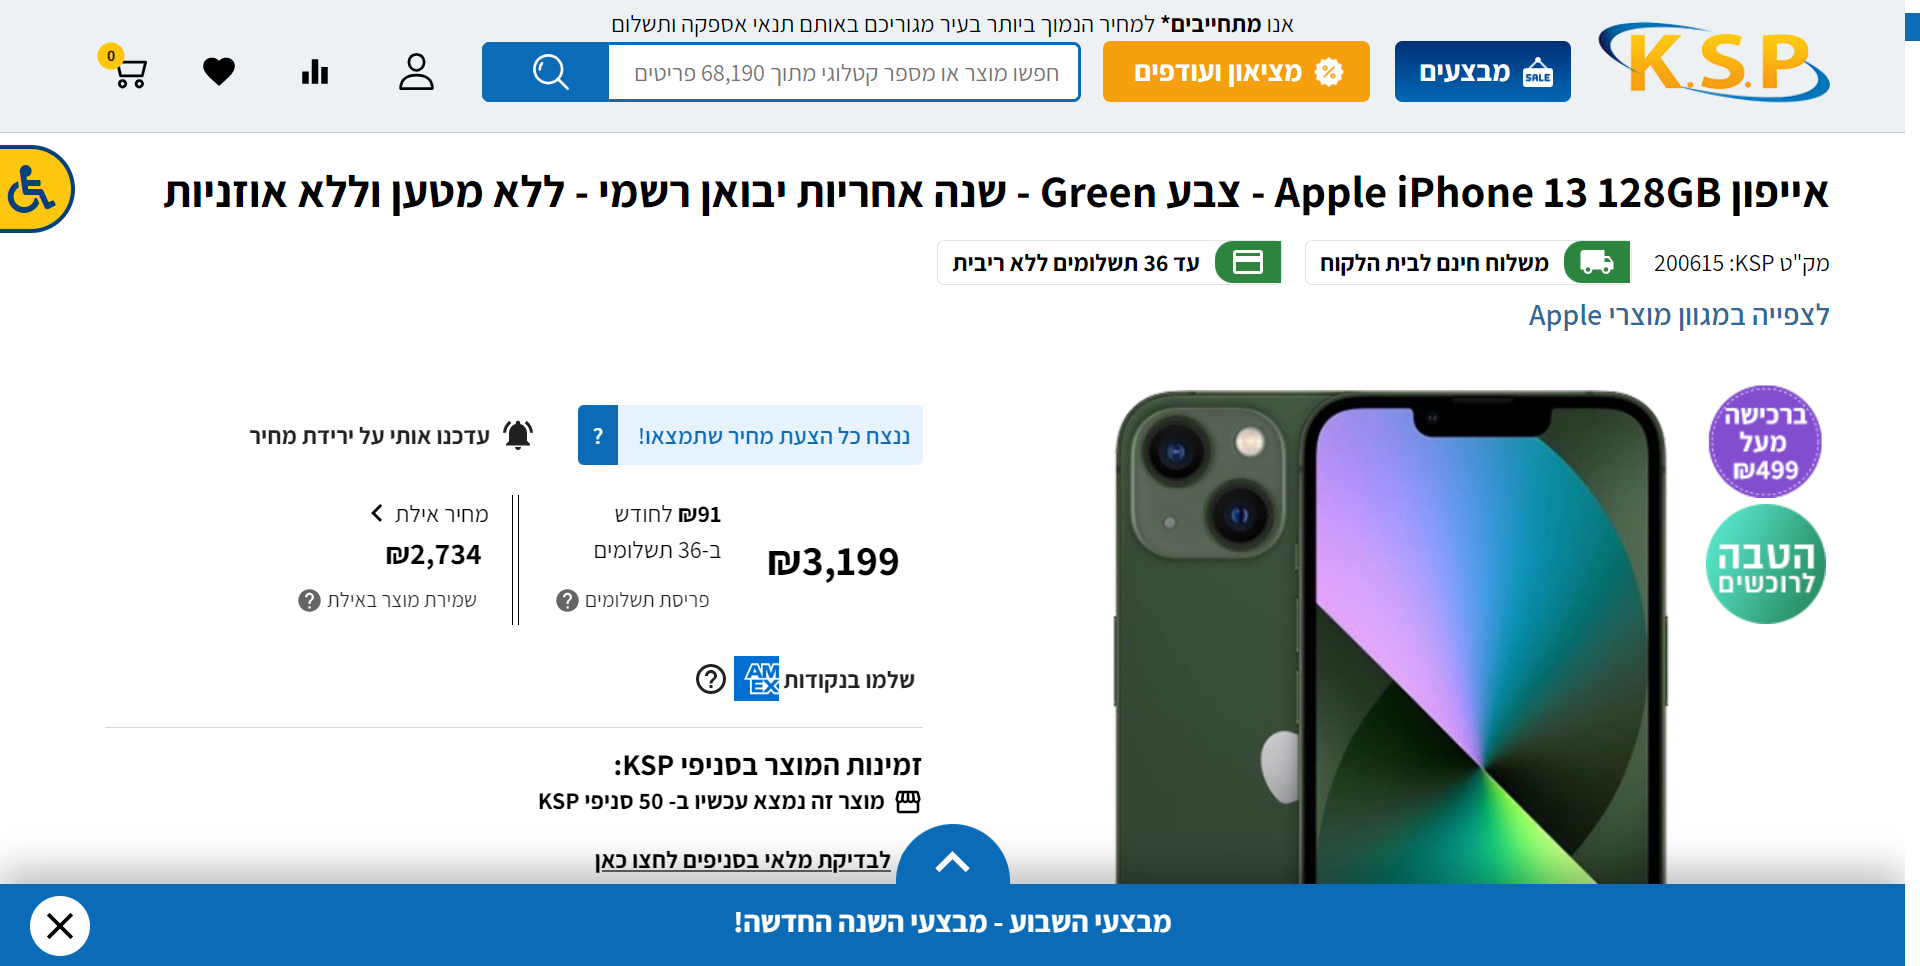 אנו מתחייבים* למחיר הנמוך ביותר בעיר מגוריכם באותם תנאי אספקה ותשלום
K.S.P
מבצעים
SALE
מציאון ועודפים
חפשו מוצר או מספר קטלוגי מתוך 68,190 פריטים
0
אייפון Apple iPhone 13 128GB - צבע Green - שנה אחריות יבואן רשמי - ללא מטען וללא אוזניות
מק"ט KSP: 200615
משלוח חינם לבית הלקוח
עד 36 תשלומים ללא ריבית
לצפייה במגוון מוצרי Apple
ברכישה
מעל
₪499
הטבה
לרוכשים
ננצח כל הצעת מחיר שתמצאו!
?
עדכנו אותי על ירידת מחיר
₪3,199
₪91 לחודש
ב-36 תשלומים
פריסת תשלומים ?
מחיר אילת
₪2,734
שמירת מוצר באילת ?
שלמו בנקודות AMEX ?
זמינות המוצר בסניפי KSP:
מוצר זה נמצא עכשיו ב- 50 סניפי KSP
לבדיקת מלאי בסניפים לחצו כאן
מבצעי השבוע - מבצעי השנה החדשה!